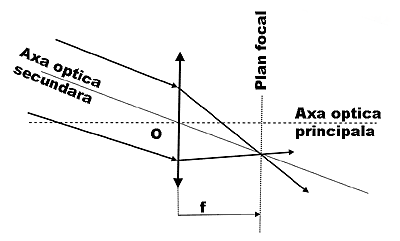 Axa optica
secundara
Plan focal
Axa optica
principala
O
f